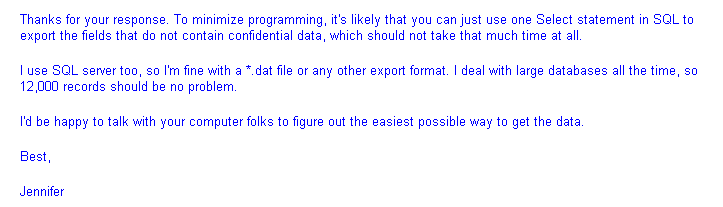 Thanks for your response. To minimize programming, it's likely that you can just use one Select statement in SQL to
export the fields that do not contain confidential data, which should not take that much time at all.
I use SQL server too, so I'm fine with a *.dat file or any other export format. I deal with large databases all the time, so
12,000 records should be no problem.
I'd be happy to talk with your computer folks to figure out the easiest possible way to get the data.
Best,
Jennifer